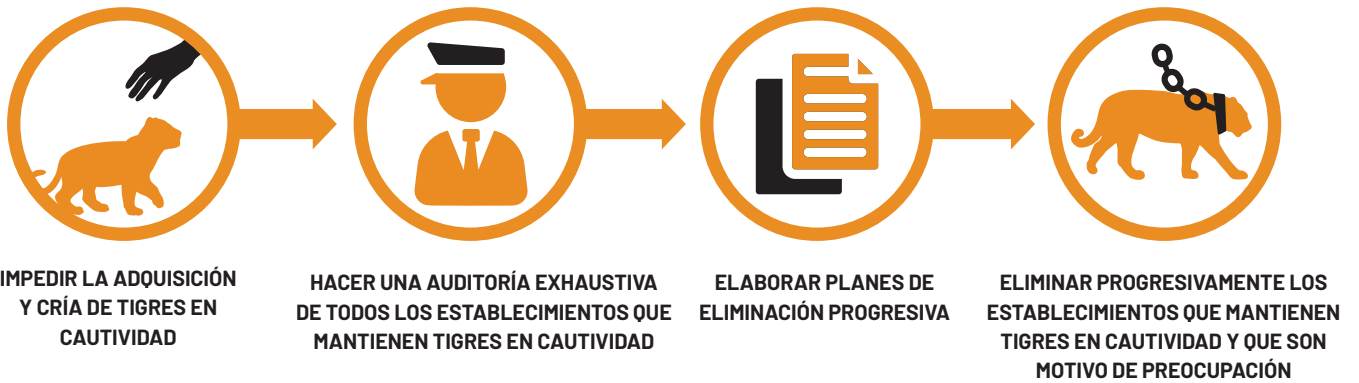 IMPEDIR LA ADQUISICIÓN
Y CRÍA DE TIGRES EN
CAUTIVIDAD
HACER UNA AUDITORÍA EXHAUSTIVA
DE TODOS LOS ESTABLECIMIENTOS QUE
MANTIENEN TIGRES EN CAUTIVIDAD
ELABORAR PLANES DE
ELIMINACIÓN PROGRESIVA
ELIMINAR PROGRESIVAMENTE LOS
ESTABLECIMIENTOS QUE MANTIENEN
TIGRES EN CAUTIVIDAD Y QUE SON
MOTIVO DE PREOCUPACIÓN